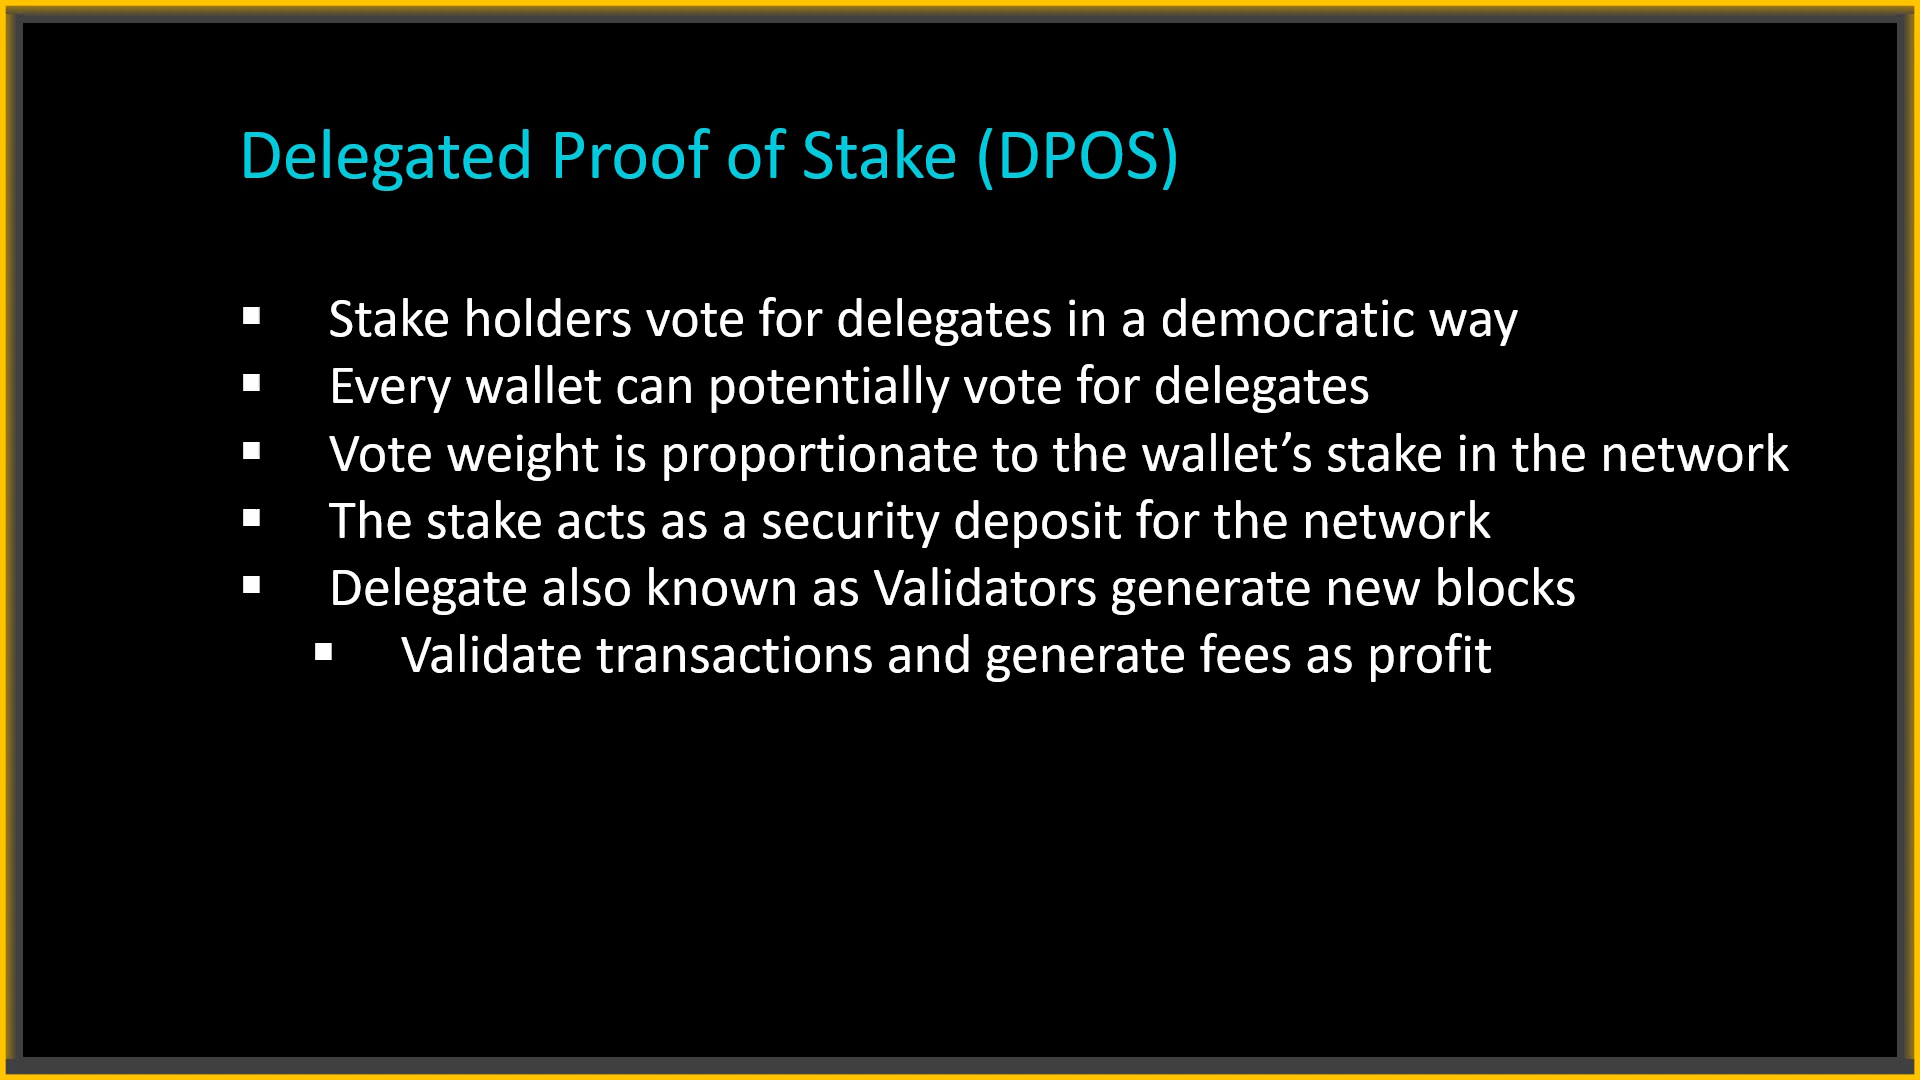 Delegated Proof of Stake (DPOS)
▪ Stake holders vote for delegates in a democratic way
▪ Every wallet can potentially vote for delegates
▪ Vote weight is proportionate to the wallet’s stake in the network
▪ The stake acts as a security deposit for the network
▪ Delegate also known as Validators generate new blocks
▪ Validate transactions and generate fees as profit